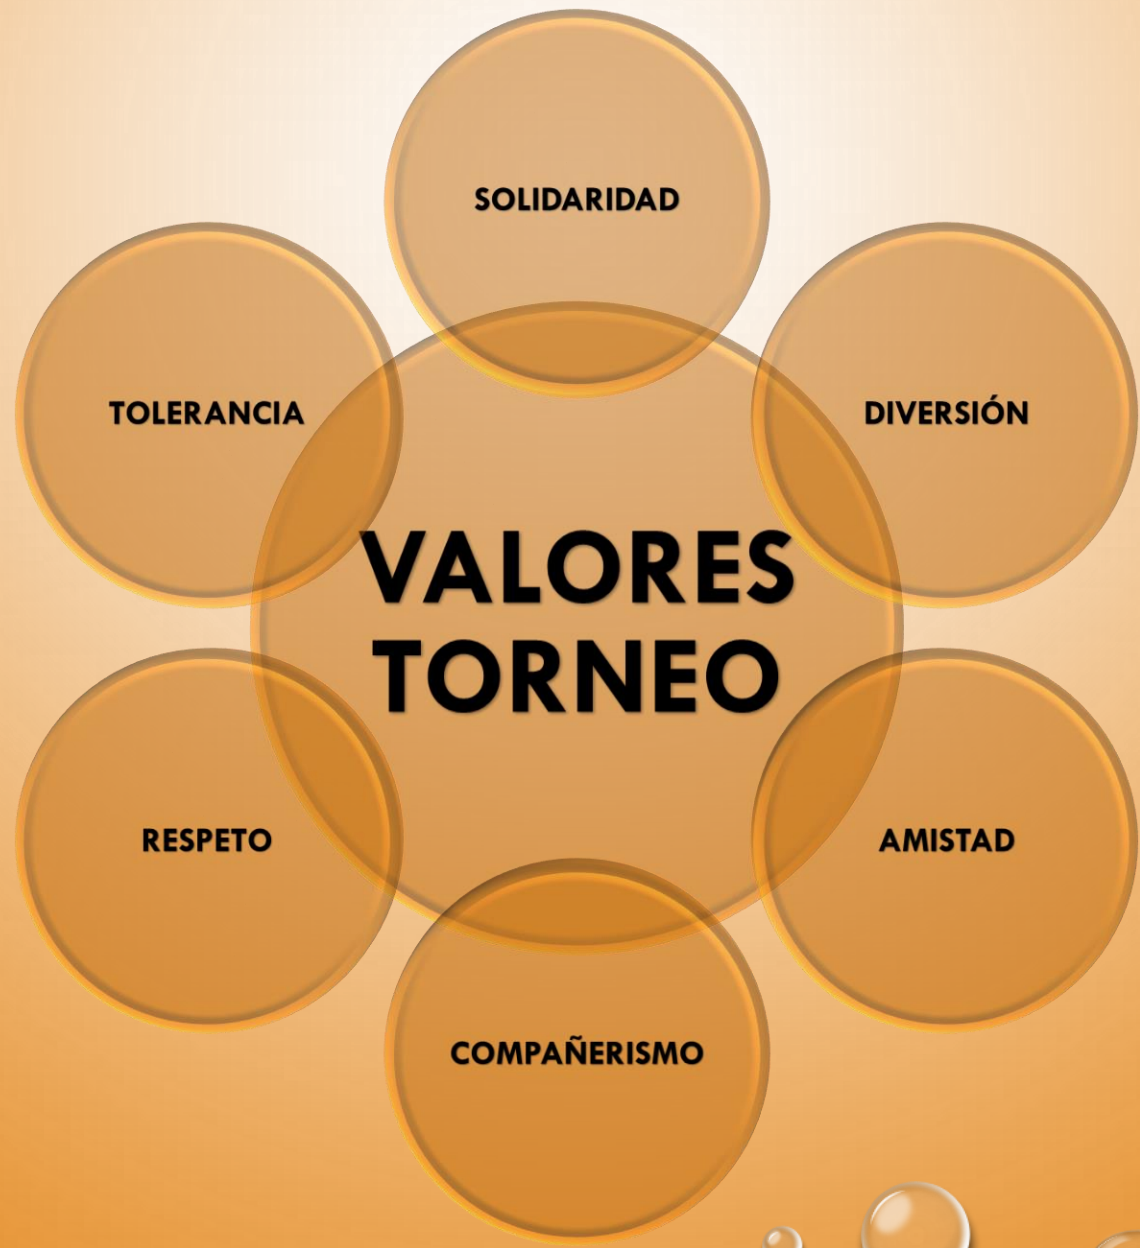 SOLIDARIDAD
TOLERANCIA
DIVERSIÓN
VALORES
TORNEO
RESPETO
AMISTAD
COMPAÑERISMO